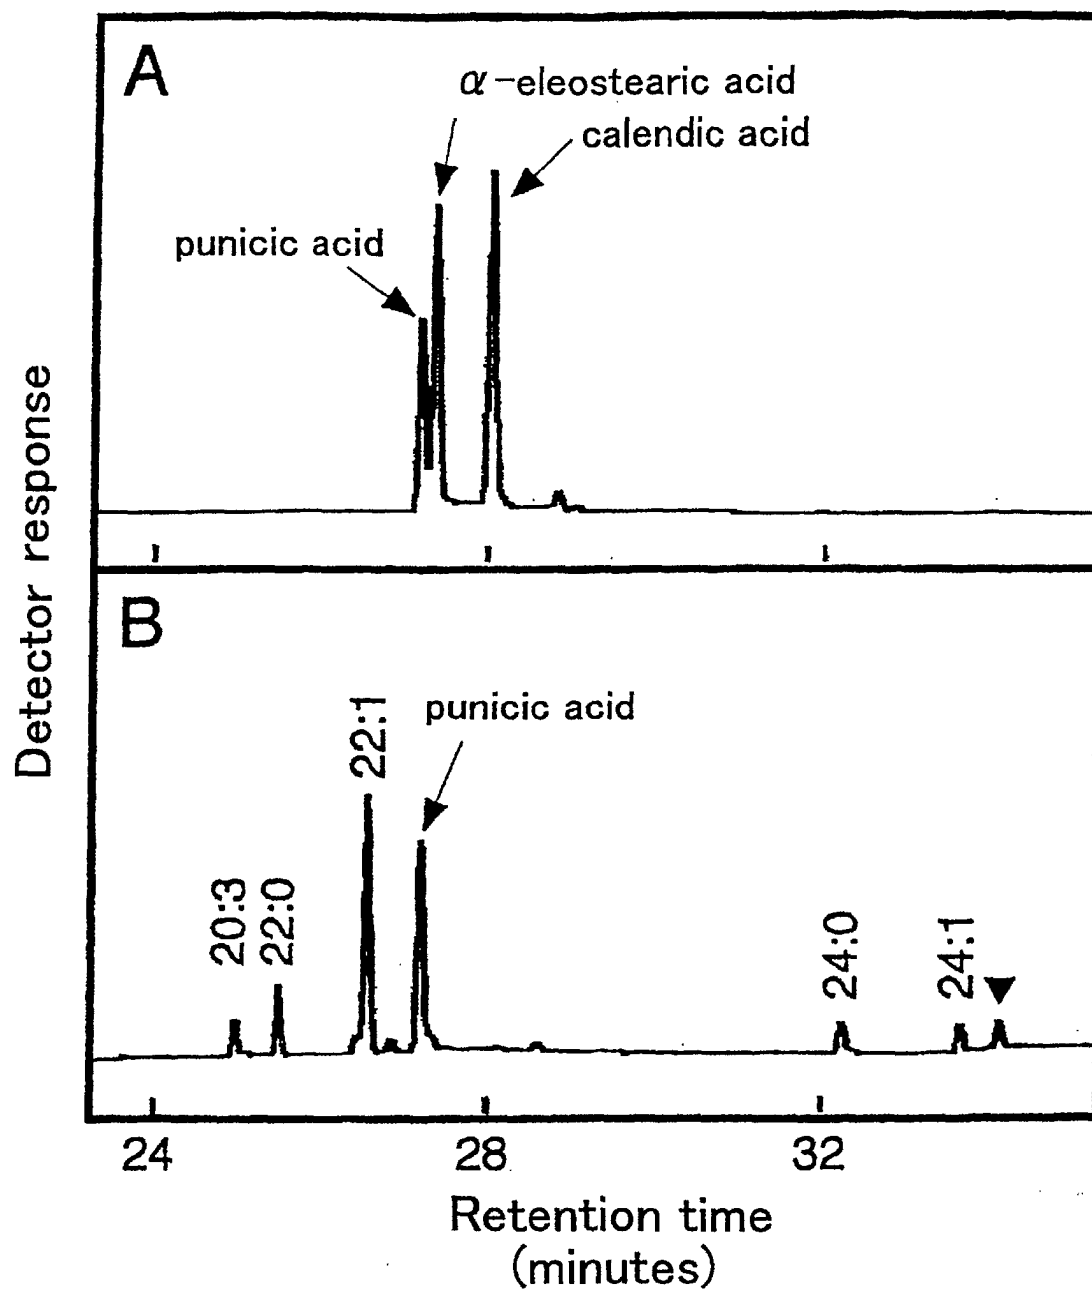 A
α-eleostearic acid
calendic acid
punicic acid
Detector response
B
22:1
punicic acid
20:3
22:0
24:0
24:1
24
28
32
Retention time
(minutes)